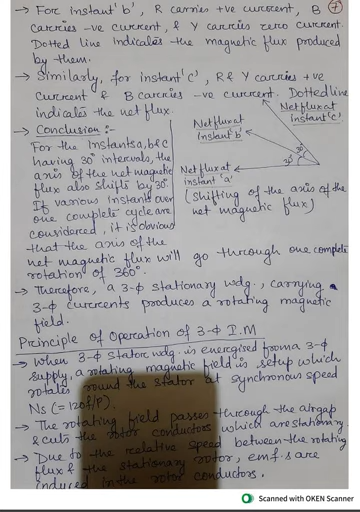 → For instant 'b', R carries +ve current, B
carries -ve current, & Y carries zero current.
Dotted line indicates the magnetic flux produced
by them.
→ Similarly, for instant 'c', R & Y carries +ve
current & B carries -ve current. Dotted line
indicates the net flux.
→ Conclusion :-
For the instants a, b & c
having 30° intervals, the
axis of the net magnetic
flux also shifts by 30°.
If various instants over
one complete cycle are
considered, it is obvious
that the axis of the
net magnetic flux will go through one complete
rotation of 360°.
Net flux at
instant 'c'
Net flux at
instant 'b'
Net flux at
instant 'a'
30°
30°
(Shifting of the axis of the
net magnetic flux)
→ Therefore, a 3-φ stationary wdg., carrying
3-φ currents produces a rotating magnetic
field.
Principle of Operation of 3-φ I.M
→ When 3-φ stator wdg. is energised from a 3-φ
supply, a rotating magnetic field is setup which
rotates round the stator at synchronous speed
Ns (= 120f/P).
→ The rotating field passes through the airgap
& cuts the rotor conductors which are stationary.
→ Due to the relative speed between the rotating
flux & the stationary rotor, emf.s are
induced in the rotor conductors.
Scanned with OKEN Scanner